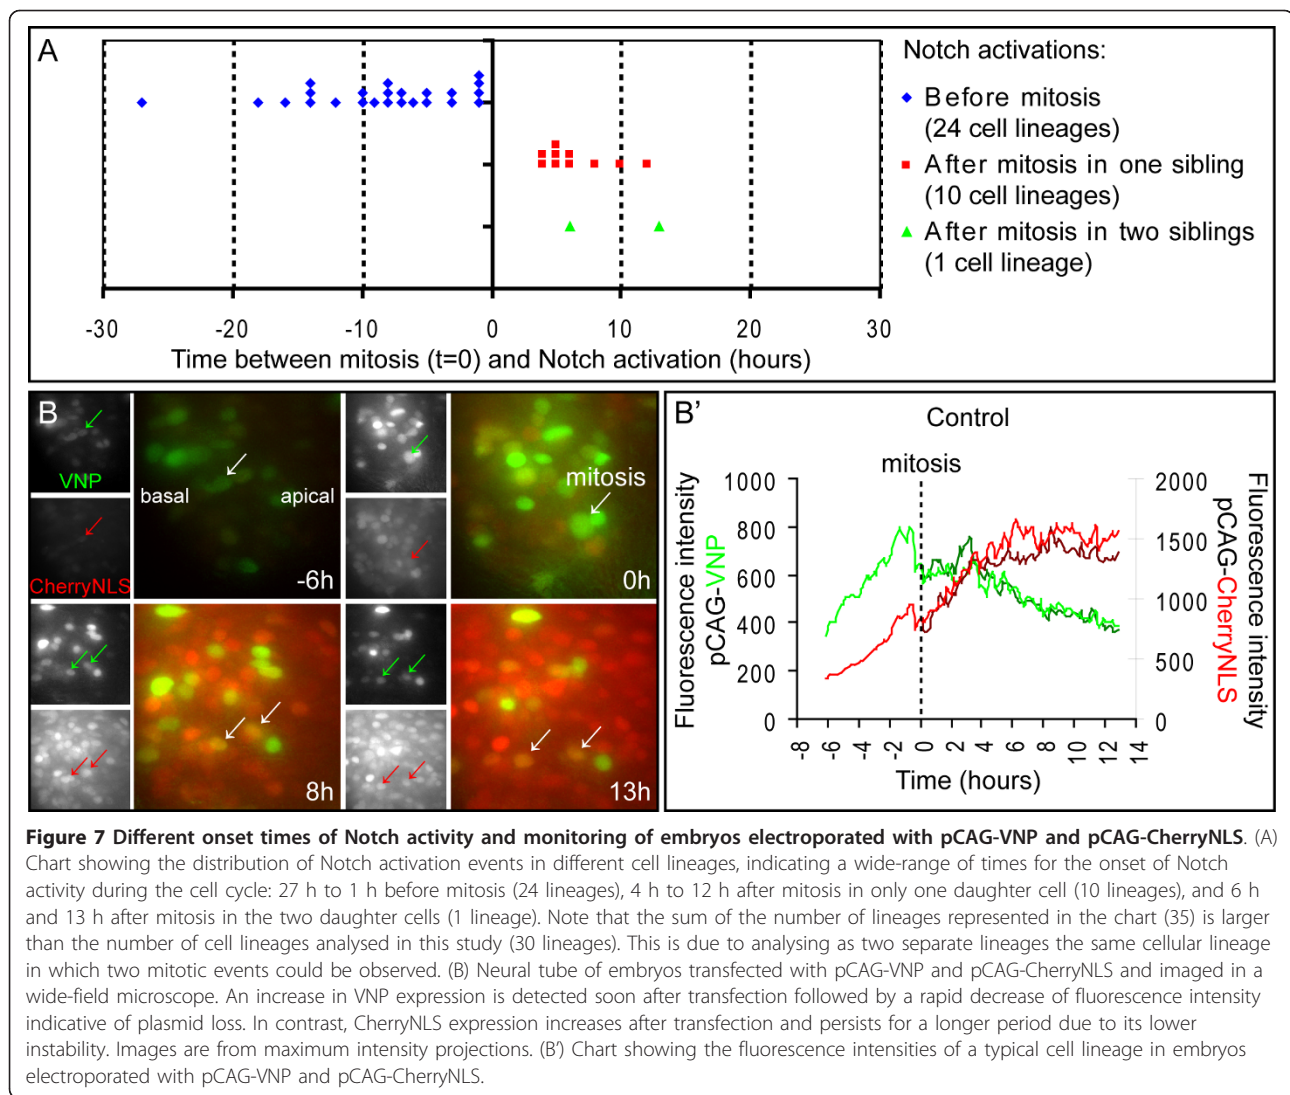 A
Notch activations:
Before mitosis
(24 cell lineages)
After mitosis in one sibling
(10 cell lineages)
After mitosis in two siblings
(1 cell lineage)
-30 -20 -10 0 10 20 30
Time between mitosis (t=0) and Notch activation (hours)
B
VNP
CherryNLS
basal
apical
-6h
mitosis
0h
8h
13h
B’
Control
mitosis
Fluorescence intensity
pCAG-VNP
1000
800
600
400
200
0
2000
1500
1000
500
0
Fluorescence intensity
pCAG-CherryNLS
-8 -6 -4 -2 0 2 4 6 8 10 12 14
Time (hours)
Figure 7 Different onset times of Notch activity and monitoring of embryos electroporated with pCAG-VNP and pCAG-CherryNLS. (A)
Chart showing the distribution of Notch activation events in different cell lineages, indicating a wide-range of times for the onset of Notch
activity during the cell cycle: 27 h to 1 h before mitosis (24 lineages), 4 h to 12 h after mitosis in only one daughter cell (10 lineages), and 6 h
and 13 h after mitosis in the two daughter cells (1 lineage). Note that the sum of the number of lineages represented in the chart (35) is larger
than the number of cell lineages analysed in this study (30 lineages). This is due to analysing as two separate lineages the same cellular lineage
in which two mitotic events could be observed. (B) Neural tube of embryos transfected with pCAG-VNP and pCAG-CherryNLS and imaged in a
wide-field microscope. An increase in VNP expression is detected soon after transfection followed by a rapid decrease of fluorescence intensity
indicative of plasmid loss. In contrast, CherryNLS expression increases after transfection and persists for a longer period due to its lower
instability. Images are from maximum intensity projections. (B’) Chart showing the fluorescence intensities of a typical cell lineage in embryos
electroporated with pCAG-VNP and pCAG-CherryNLS.